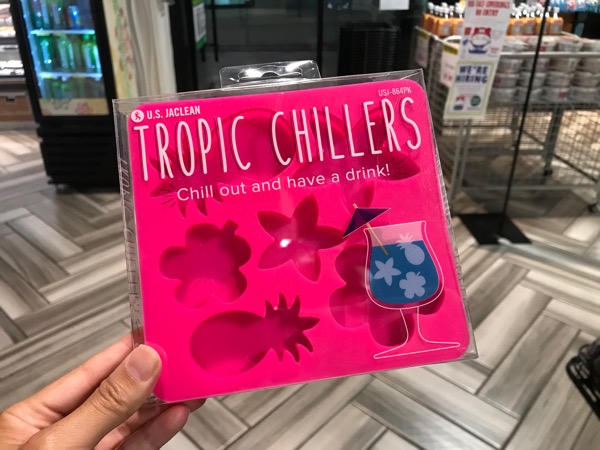 U.S. JACLEAN
USJ-864PK
TROPIC CHILLERS
Chill out and have a drink!
WE'RE
HIRING